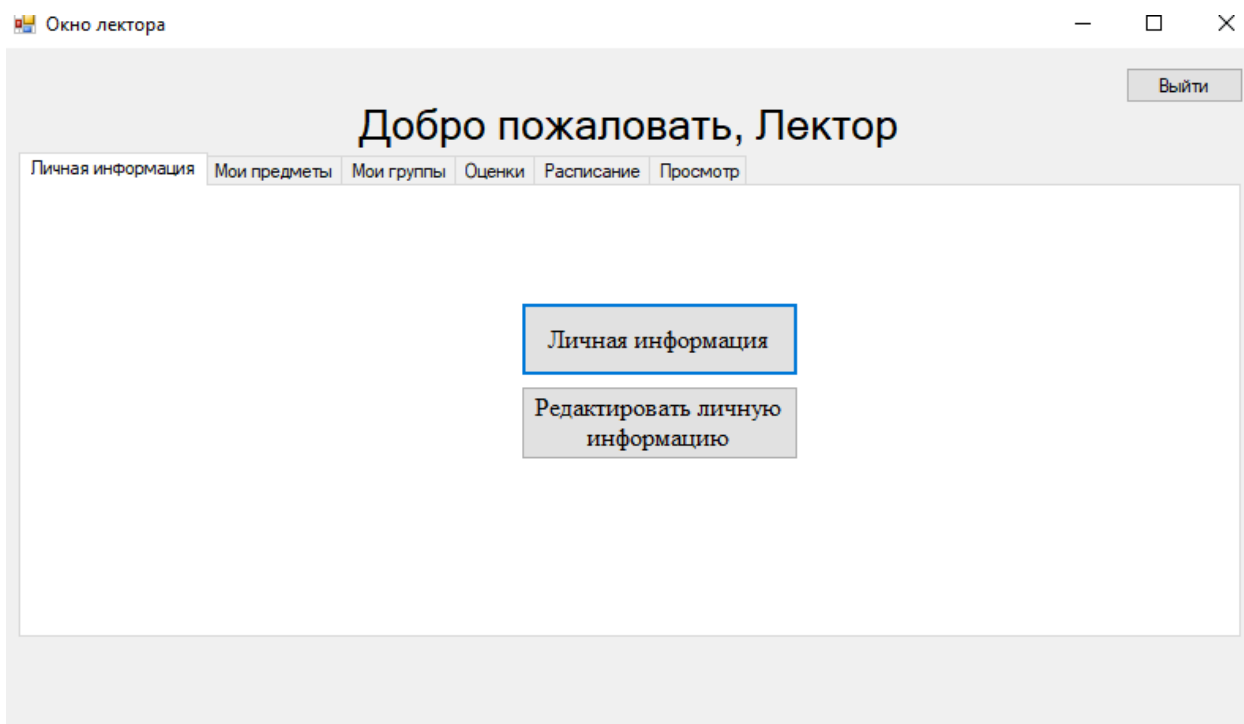 Окно лектора
Выйти
Добро пожаловать, Лектор
Личная информация Мои предметы Мои группы Оценки Расписание Просмотр
Личная информация
Редактировать личную
информацию